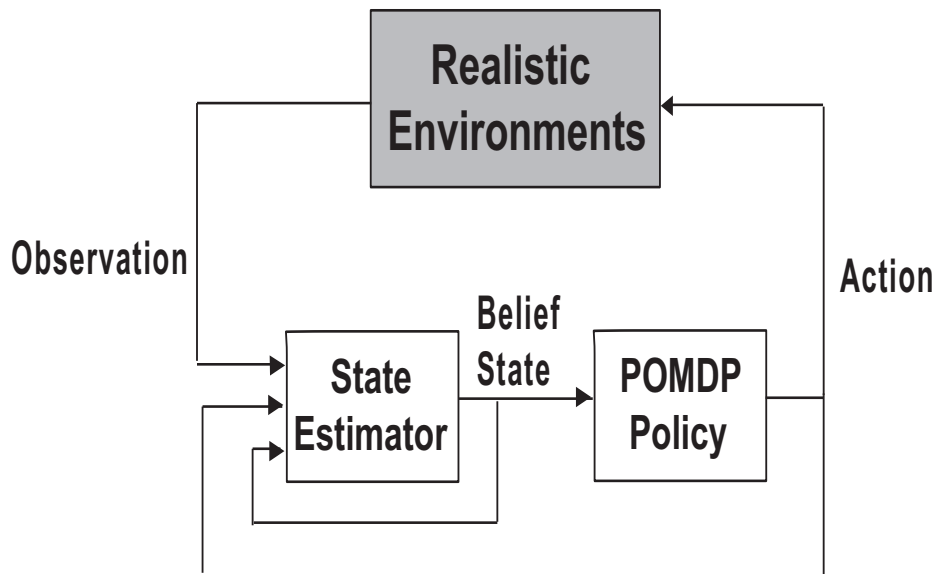 Realistic
Environments
Observation
Action
Belief
State
State
Estimator
POMDP
Policy